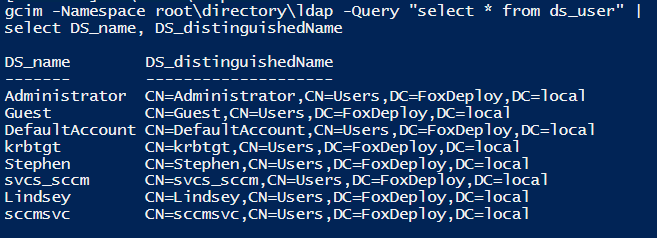 gcim -Namespace root\directory\ldap -Query "select * from ds_user" |
select DS_name, DS_distinguishedName
DS_name DS_distinguishedName
------- --------------------
Administrator CN=Administrator,CN=Users,DC=FoxDeploy,DC=local
Guest CN=Guest,CN=Users,DC=FoxDeploy,DC=local
DefaultAccount CN=DefaultAccount,CN=Users,DC=FoxDeploy,DC=local
krbtgt CN=krbtgt,CN=Users,DC=FoxDeploy,DC=local
Stephen CN=Stephen,CN=Users,DC=FoxDeploy,DC=local
svcs_sccm CN=svcs_sccm,CN=Users,DC=FoxDeploy,DC=local
Lindsey CN=Lindsey,CN=Users,DC=FoxDeploy,DC=local
sccmsvc CN=sccmsvc,CN=Users,DC=FoxDeploy,DC=local